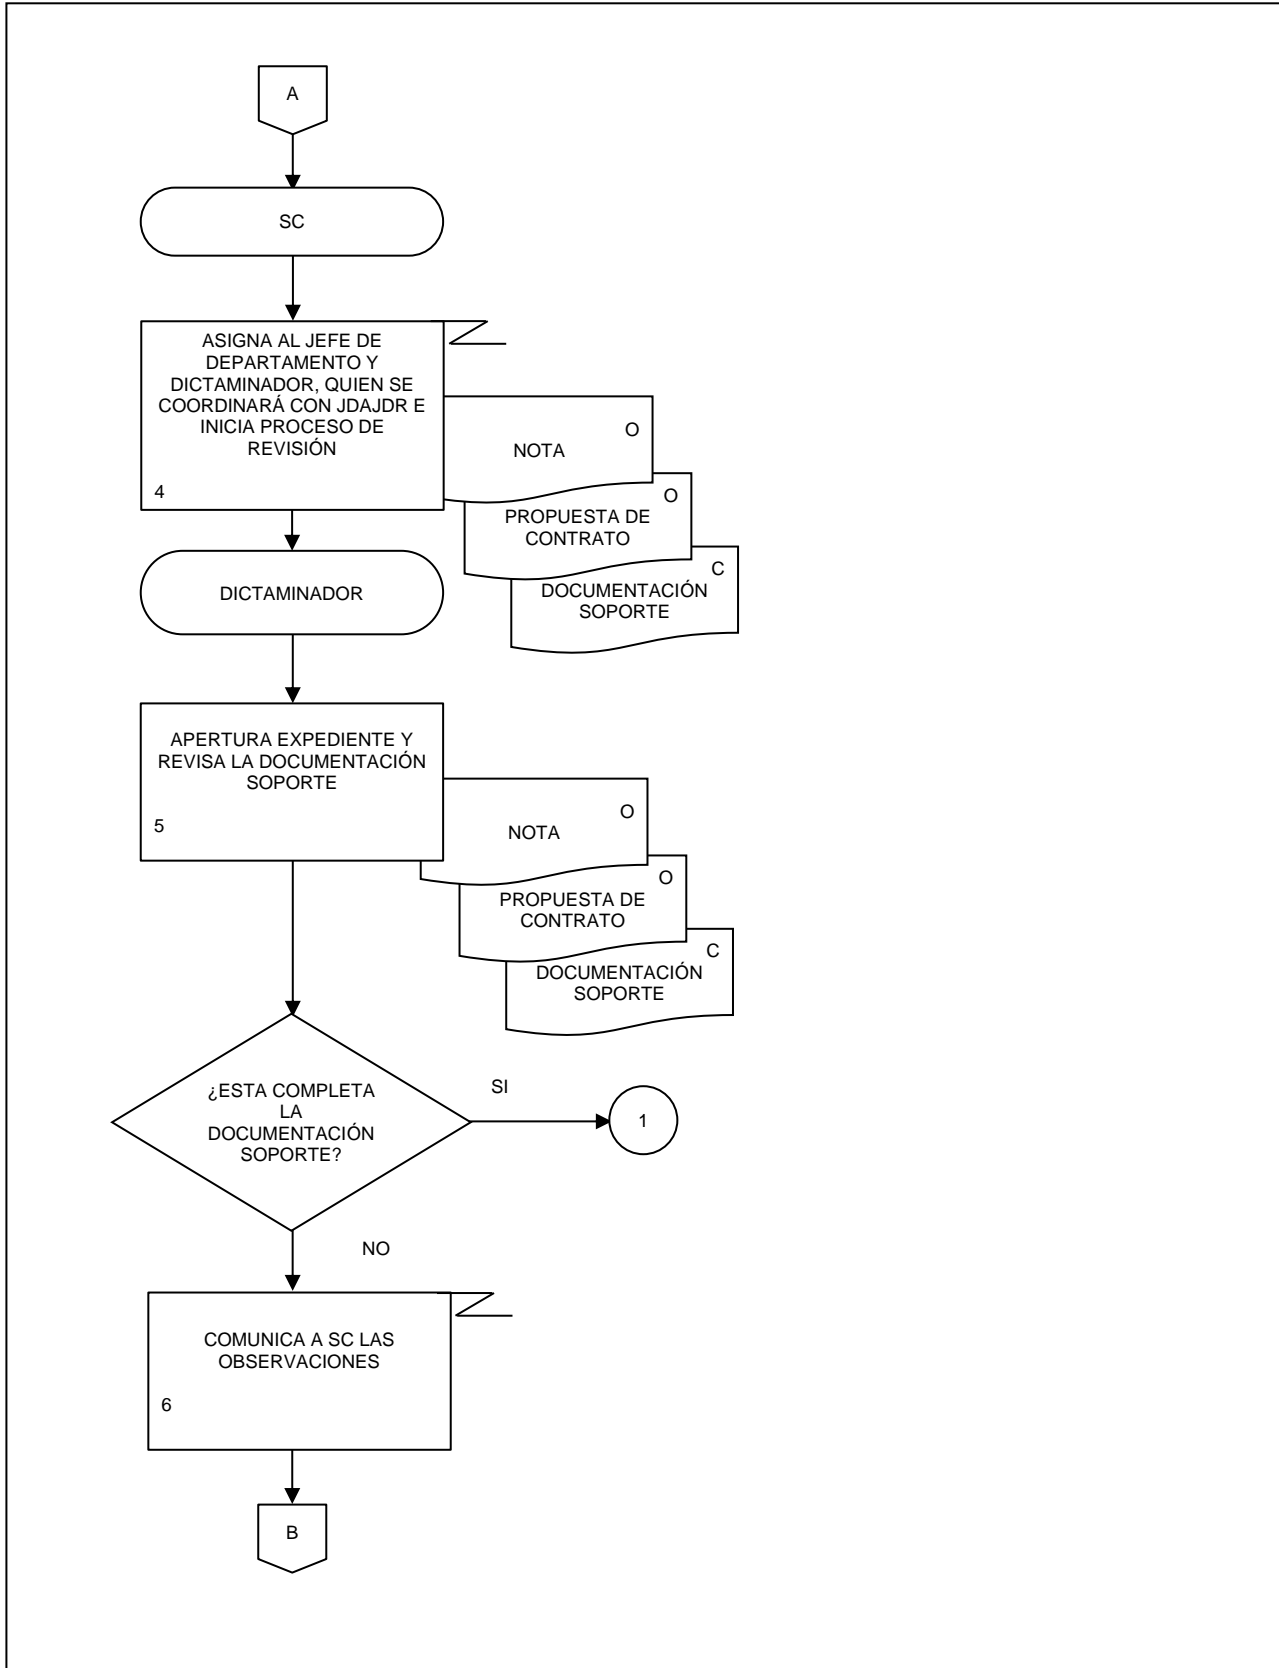 A
SC
ASIGNA AL JEFE DE
DEPARTAMENTO Y
DICTAMINADOR, QUIEN SE
COORDINARÁ CON JDAJDR E
INICIA PROCESO DE
REVISIÓN
4
NOTA
O
PROPUESTA DE
CONTRATO
O
DOCUMENTACIÓN
SOPORTE
C
DICTAMINADOR
APERTURA EXPEDIENTE Y
REVISA LA DOCUMENTACIÓN
SOPORTE
5
NOTA
O
PROPUESTA DE
CONTRATO
O
DOCUMENTACIÓN
SOPORTE
C
¿ESTA COMPLETA
LA
DOCUMENTACIÓN
SOPORTE?
SI
1
NO
COMUNICA A SC LAS
OBSERVACIONES
6
B